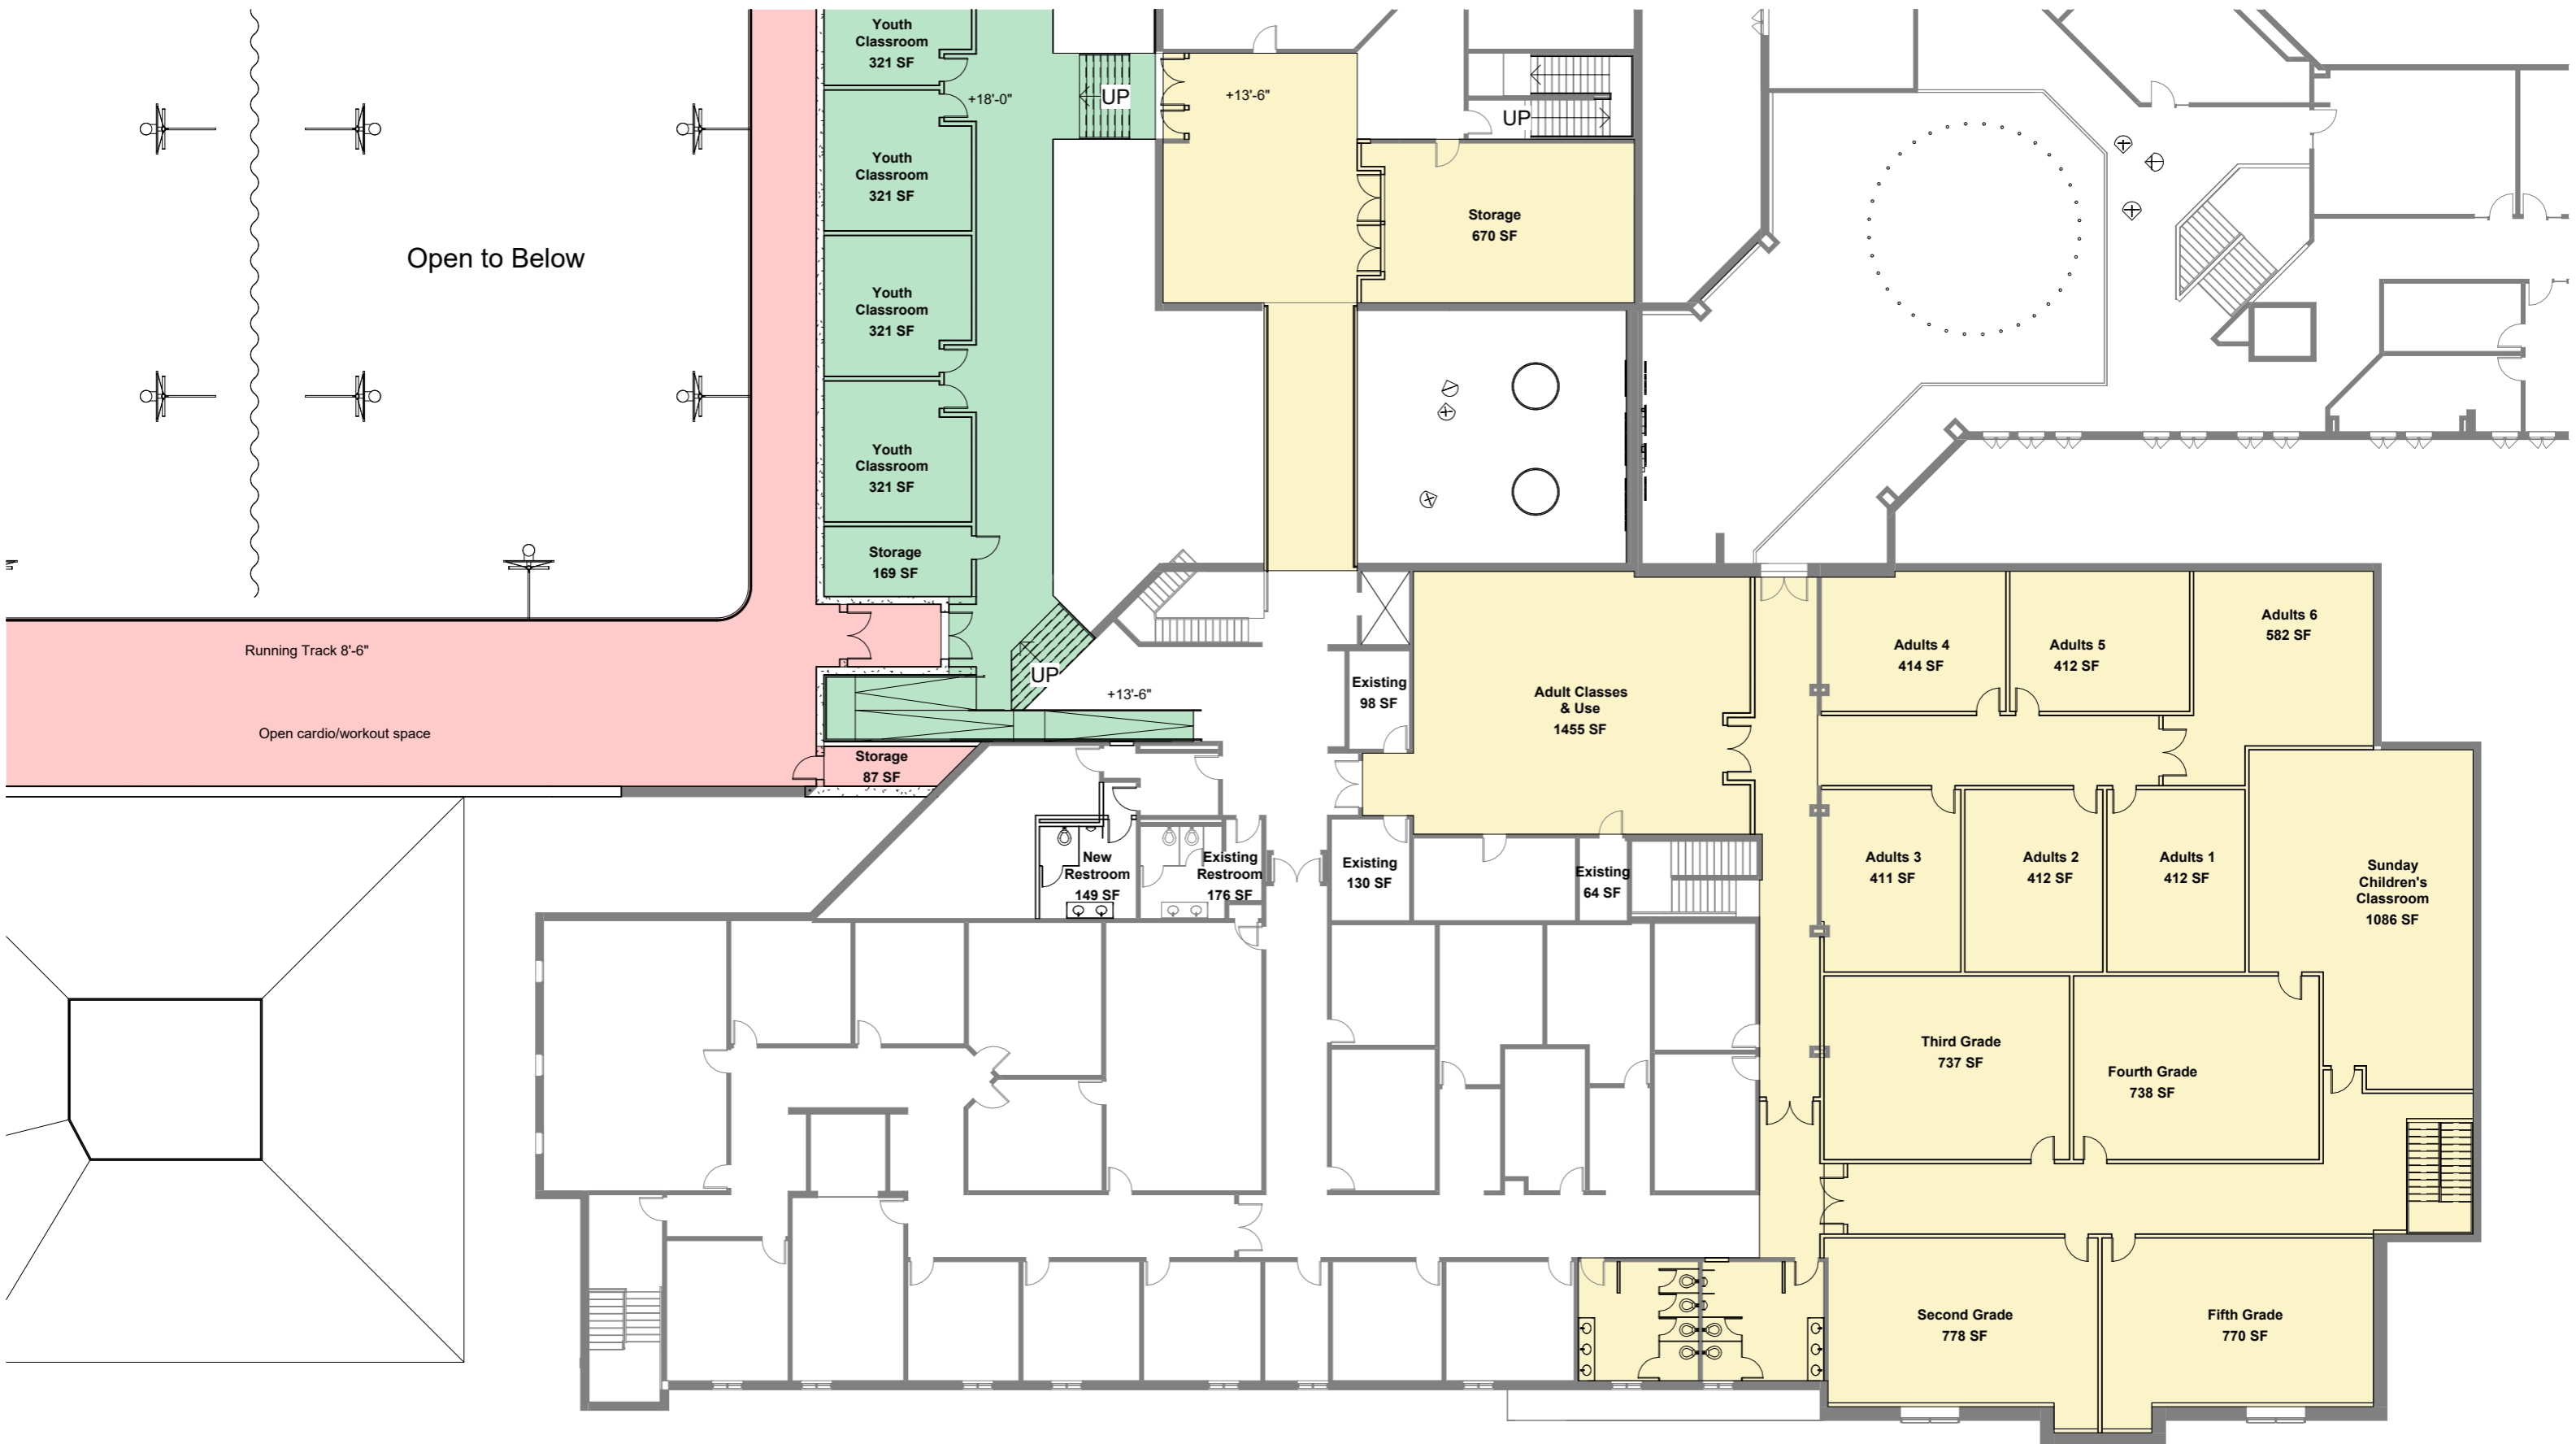 Youth
Classroom
321 SF
+18'-0"
UP
+13'-6"
UP
Youth
Classroom
321 SF
Storage
670 SF
Open to Below
Youth
Classroom
321 SF
Youth
Classroom
321 SF
Storage
169 SF
Running Track 8'-6"
Open cardio/workout space
UP
+13'-6"
Storage
87 SF
Existing
98 SF
Adult Classes
& Use
1455 SF
Adults 4
414 SF
Adults 5
412 SF
Adults 6
582 SF
New
Restroom
149 SF
Existing
Restroom
176 SF
Existing
130 SF
Existing
64 SF
Adults 3
411 SF
Adults 2
412 SF
Adults 1
412 SF
Sunday
Children's
Classroom
1086 SF
Third Grade
737 SF
Fourth Grade
738 SF
Second Grade
778 SF
Fifth Grade
770 SF